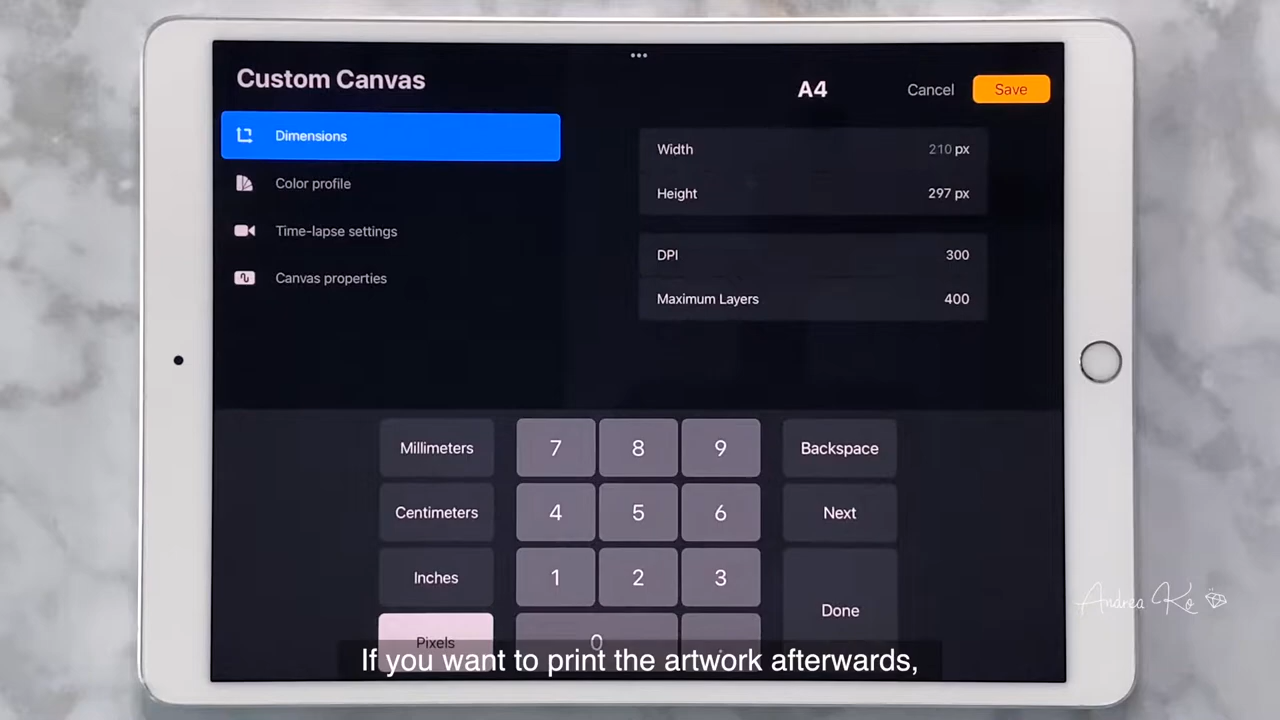 Custom Canvas
A4
Cancel
Save
Dimensions
Color profile
Time-lapse settings
Canvas properties
Width 210 px
Height 297 px
DPI 300
Maximum Layers 400
Millimeters 7 8 9 Backspace
Centimeters 4 5 6 Next
Inches 1 2 3
Done
Pixels 0 .
If you want to print the artwork afterwards,
Andrea Ko